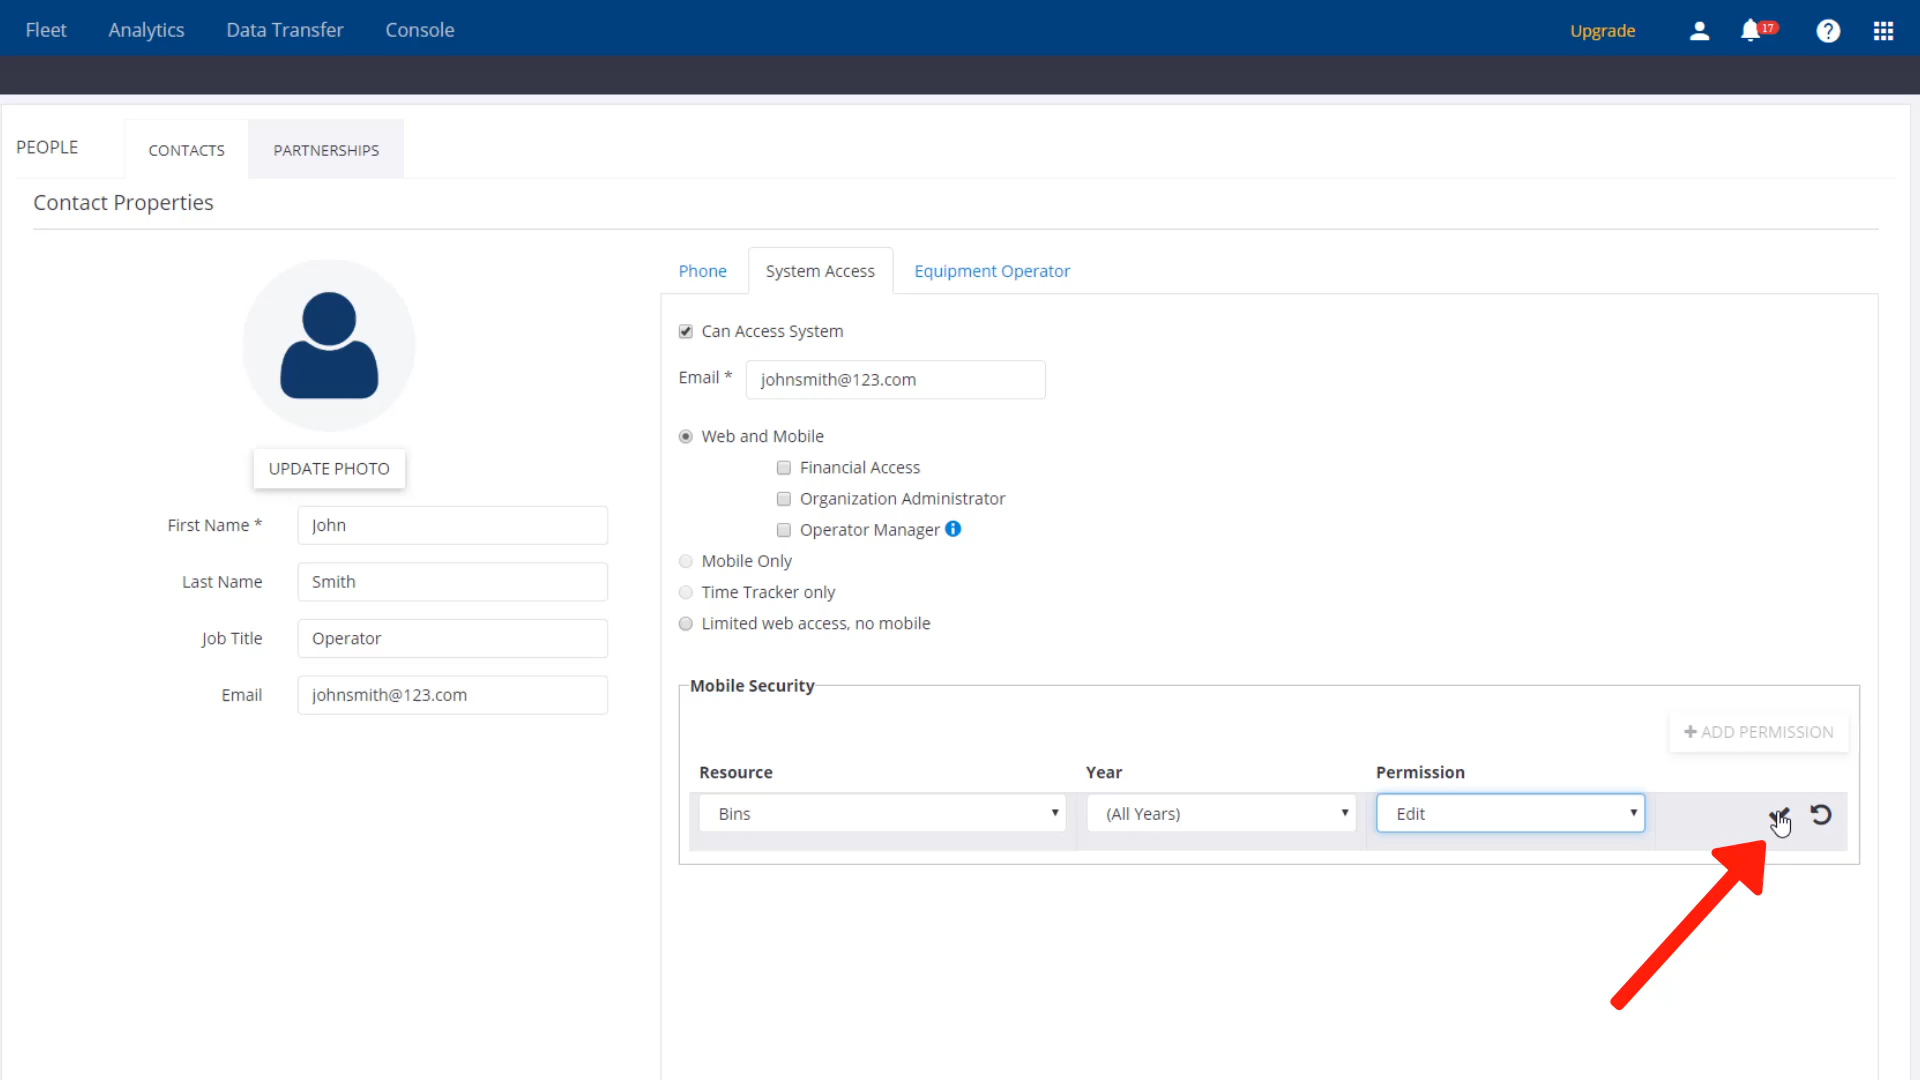 Fleet Analytics Data Transfer Console Upgrade 17 ?
PEOPLE CONTACTS PARTNERSHIPS
Contact Properties
Phone System Access Equipment Operator
Can Access System
Email * johnsmith@123.com
Web and Mobile
Financial Access
Organization Administrator
Operator Manager i
Mobile Only
Time Tracker only
Limited web access, no mobile
UPDATE PHOTO
First Name * John
Last Name Smith
Job Title Operator
Email johnsmith@123.com
Mobile Security
+ ADD PERMISSION
Resource Year Permission
Bins (All Years) Edit